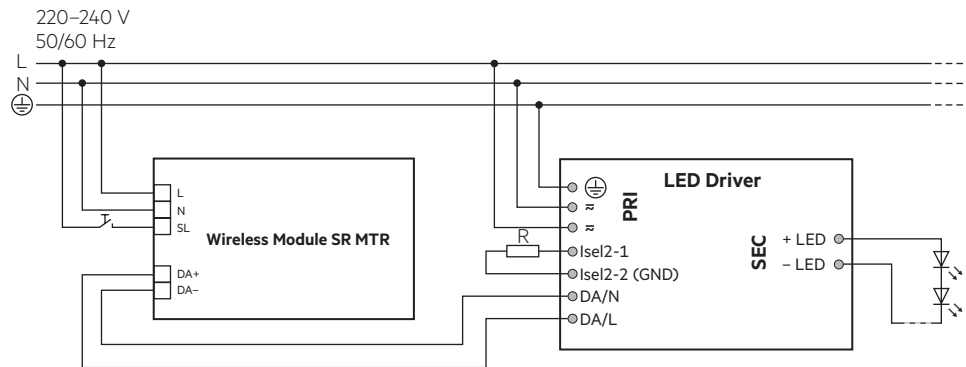 220–240 V
50/60 Hz
L
N
Wireless Module SR MTR
L
N
SL
DA+
DA–
LED Driver
PRI
≂
≂
R
Isel2-1
Isel2-2 (GND)
DA/N
DA/L
SEC
+ LED
– LED